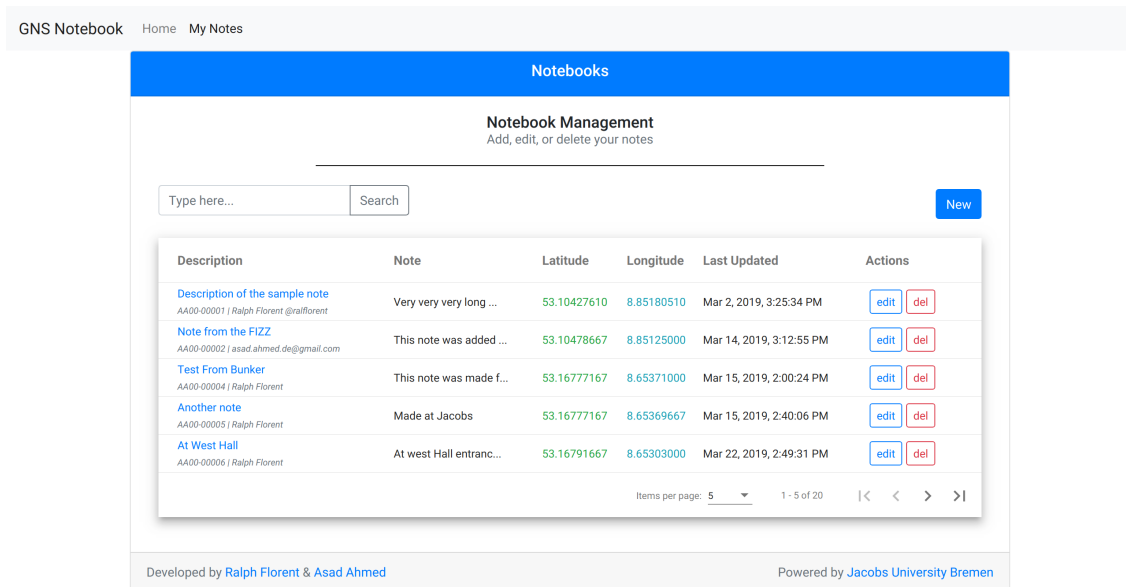 GNS Notebook Home My Notes
Notebooks
Notebook Management
Add, edit, or delete your notes
Type here... Search
New
Description Note Latitude Longitude Last Updated Actions
Description of the sample note
AA00-00001 | Ralph Florent @ralflorent
Very very very long ... 53.10427610 8.85180510 Mar 2, 2019, 3:25:34 PM edit del
Note from the FIZZ
AA00-00002 | asad.ahmed.de@gmail.com
This note was added ... 53.10478667 8.85125000 Mar 14, 2019, 3:12:55 PM edit del
Test From Bunker
AA00-00004 | Ralph Florent
This note was made f... 53.16777167 8.65371000 Mar 15, 2019, 2:00:24 PM edit del
Another note
AA00-00005 | Ralph Florent
Made at Jacobs 53.16777167 8.65369667 Mar 15, 2019, 2:40:06 PM edit del
At West Hall
AA00-00006 | Ralph Florent
At west Hall entranc... 53.16791667 8.65303000 Mar 22, 2019, 2:49:31 PM edit del
Items per page: 5 1 - 5 of 20
Developed by Ralph Florent & Asad Ahmed
Powered by Jacobs University Bremen